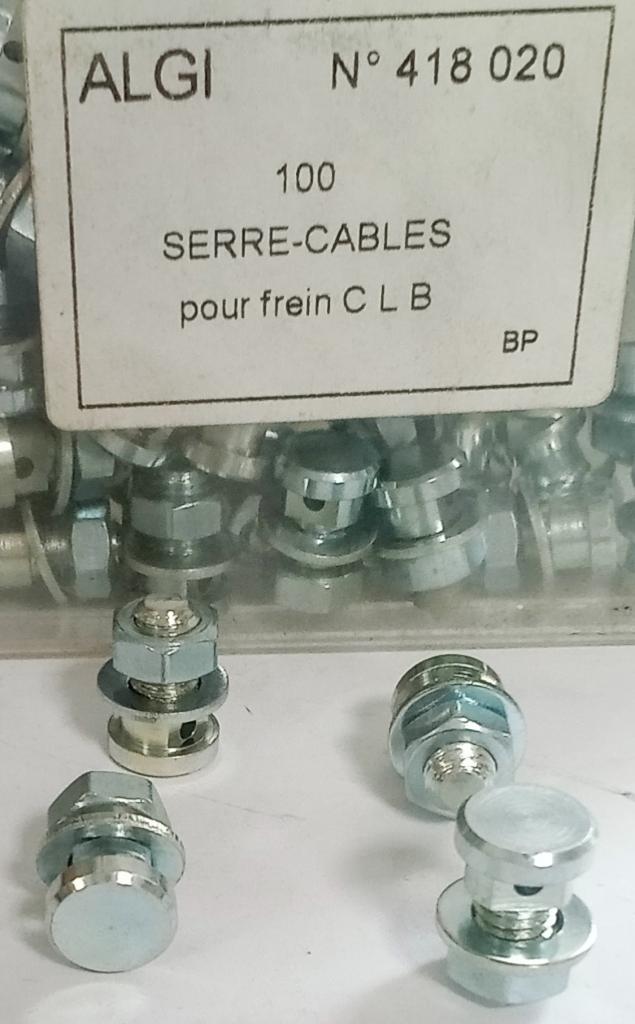 ALGI N° 418 020
100
SERRE-CABLES
pour frein C L B
BP